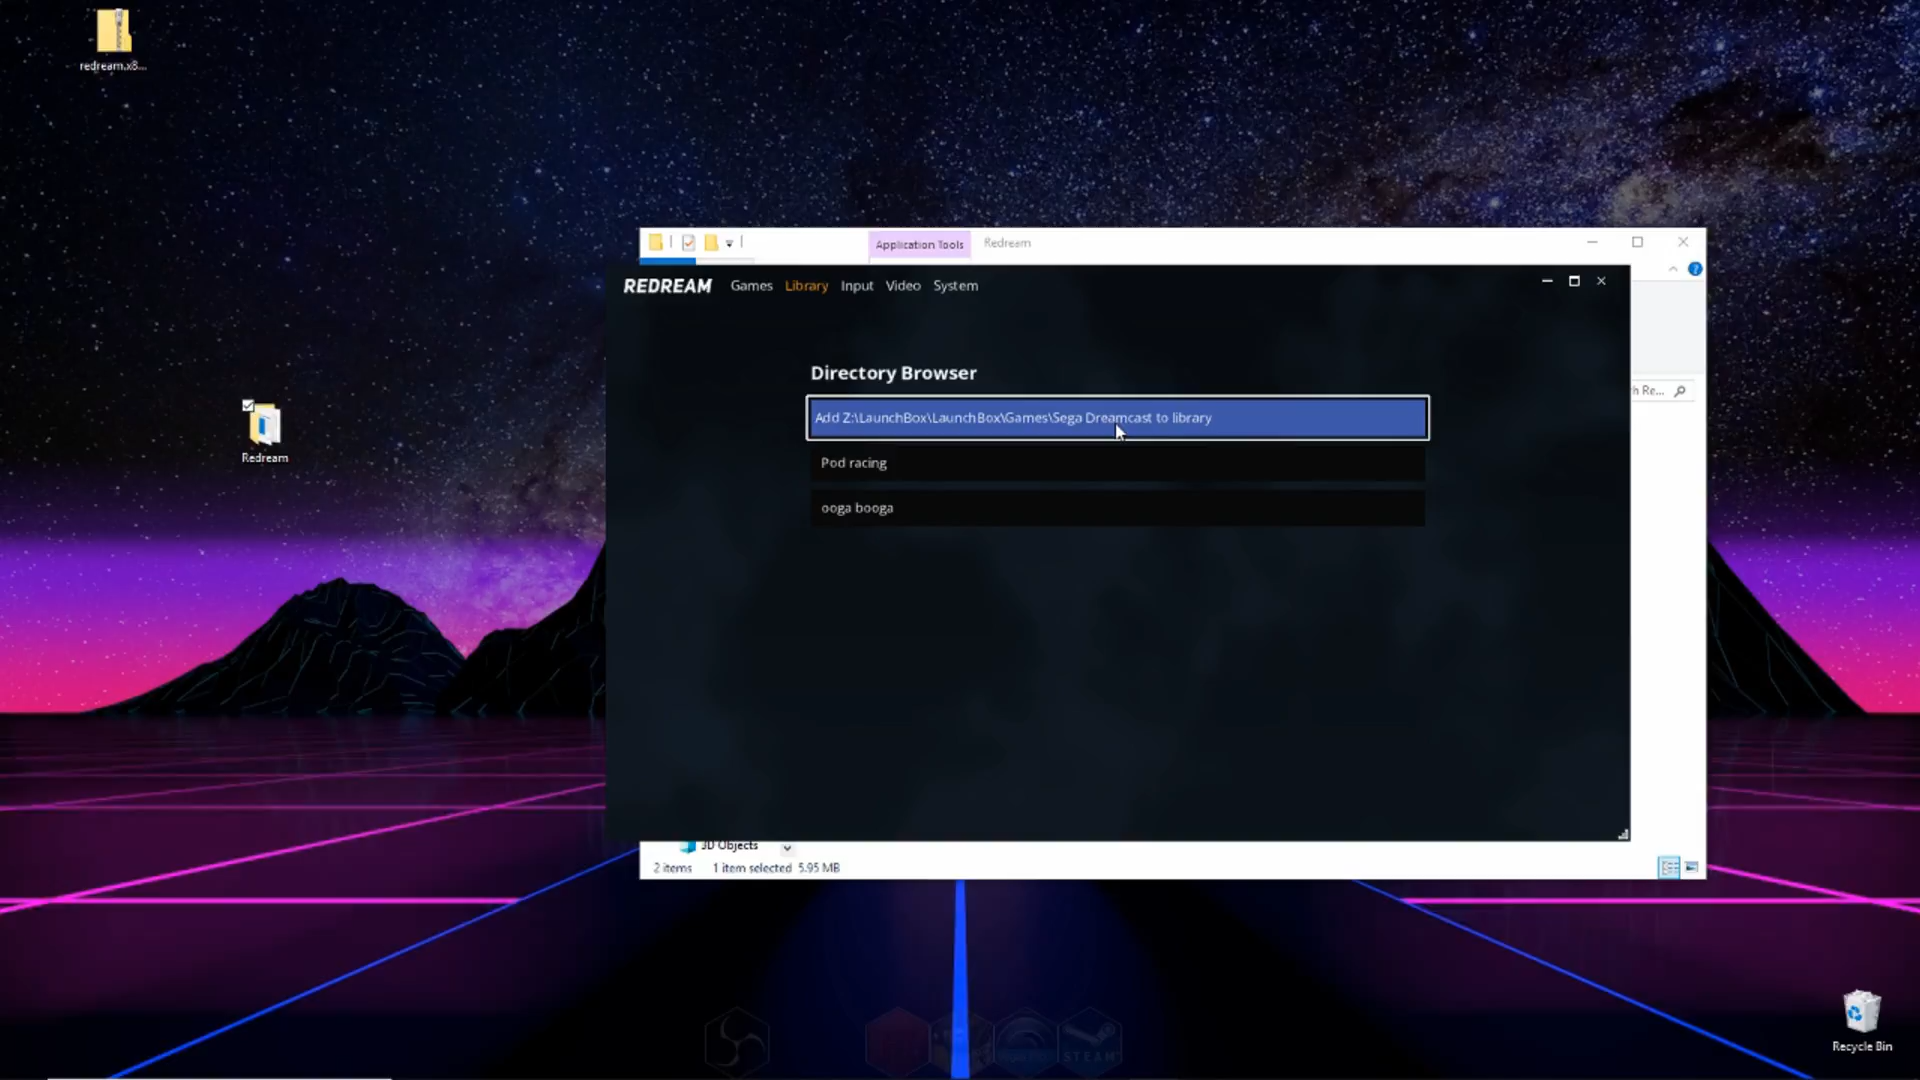 redream.x8...
Redream
Application Tools
Redream
REDREAM
Games
Library
Input
Video
System
Directory Browser
Add Z:\LaunchBox\LaunchBox\Games\Sega Dreamcast to library
Pod racing
ooga booga
h Re...
3D Objects
2 items
1 item selected 5.95 MB
STEAM
Recycle Bin